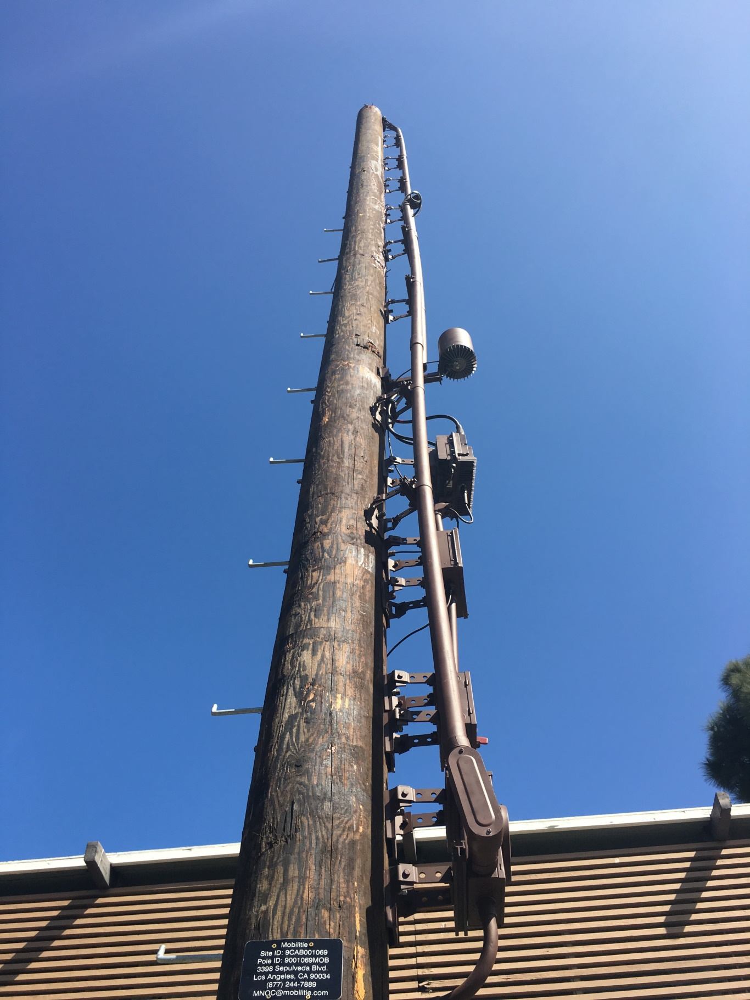 Mobilitie
Site ID: 9CAB001069
Pole ID: 9001069MOB
3398 Sepulveda Blvd.
Los Angeles, CA 90034
(877) 244-7889
MNOC@mobilitie.com